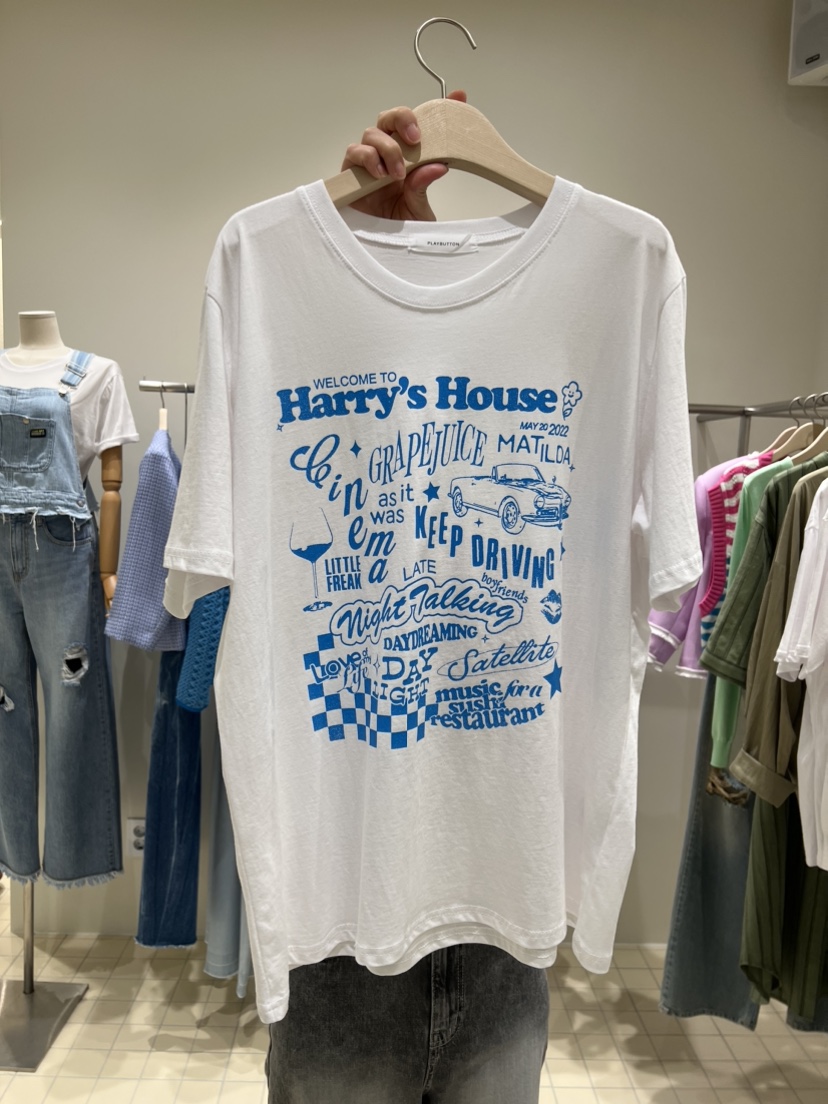 PLAYBUTTON
WELCOME TO
Harry's House
MAY 20 2022
Cinema
GRAPEJUICE
MATILDA
as it
was
KEEP DRIVING
LITTLE
FREAK
LATE
Night Talking
boyfriends
DAYDREAMING
Love of my
life
DAY
LIGHT
Satellite
music for a
sushi
restaurant